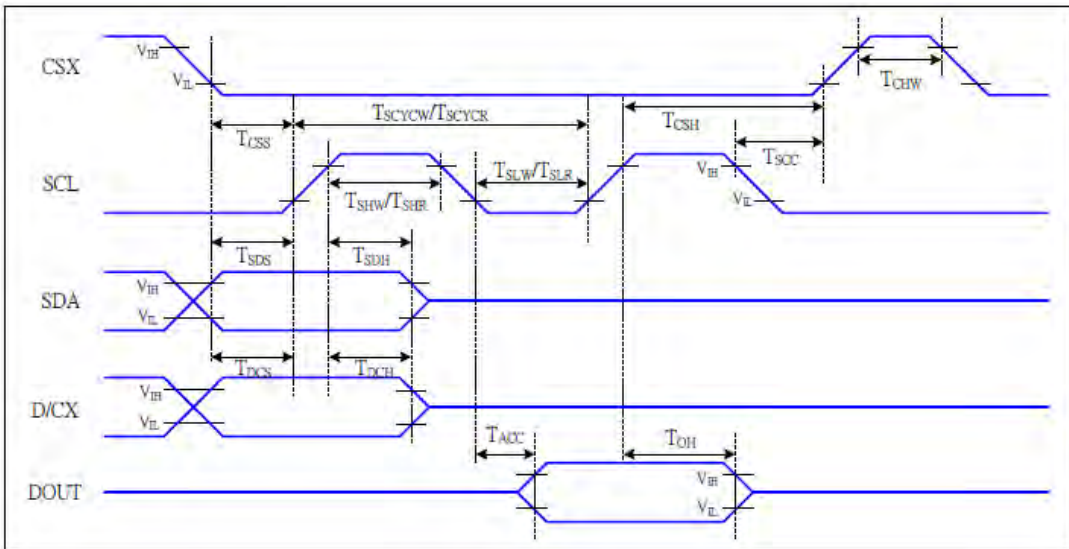 CSX
VIH
VIL
TCHW
TCSS
TSCYCW/TSCYCR
TCSH
TSCC
SCL
TSHW/TSHR
TSLW/TSLR
VIH
VIL
TSDS
TSDH
SDA
VIH
VIL
TDCS
TDCH
D/CX
VIH
VIL
TACC
TOH
DOUT
VIH
VIL